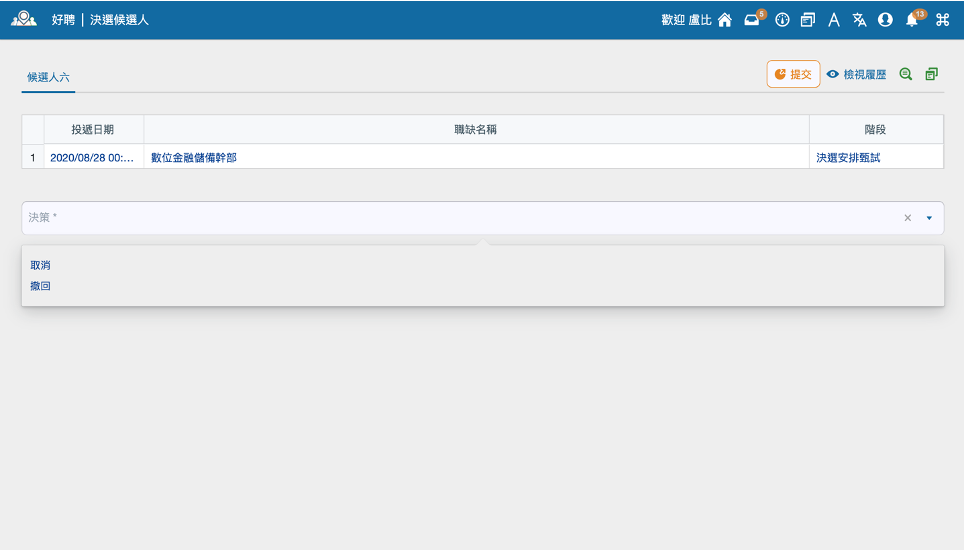 好聘 | 決選候選人 歡迎 盧比 5 13
候選人六 提交 檢視履歷
投遞日期 職缺名稱 階段
1 2020/08/28 00:... 數位金融儲備幹部 決選安排甄試
決策 *
取消
撤回